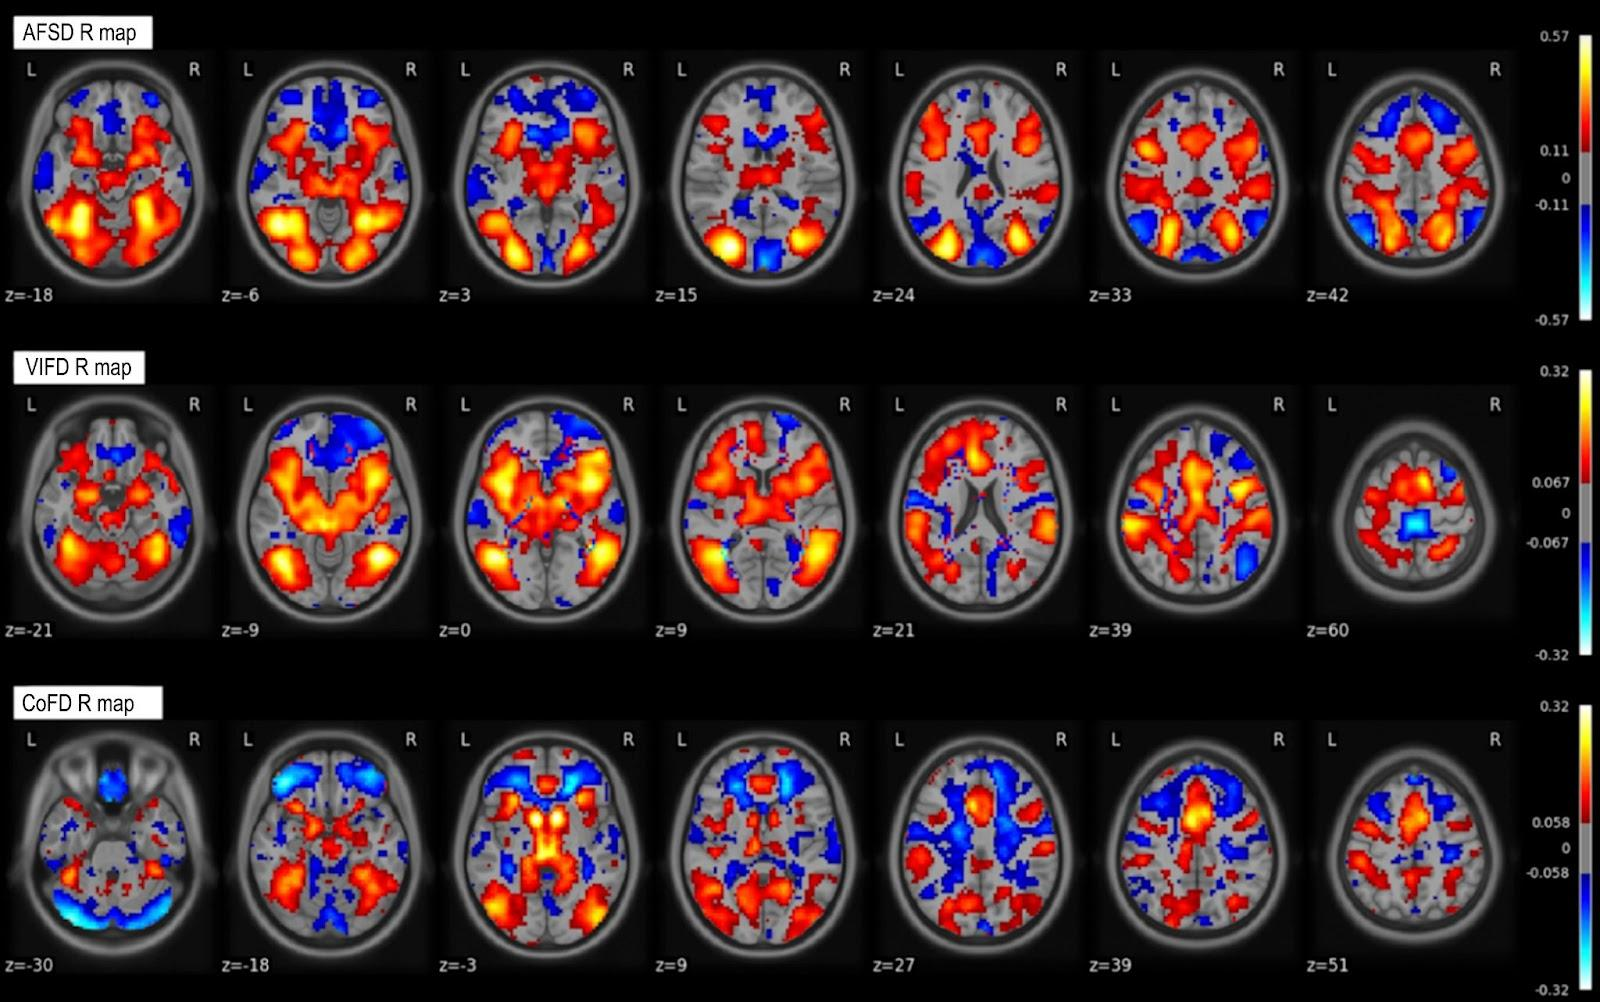 AFSD R map
L R L R L R L R L R L R L R
z=-18 z=-6 z=3 z=15 z=24 z=33 z=42
0.57
0.11
0
-0.11
-0.57
VIFD R map
L R L R L R L R L R L R L R
z=-21 z=-9 z=0 z=9 z=21 z=39 z=60
0.32
0.067
0
-0.067
-0.32
CoFD R map
L R L R L R L R L R L R L R
z=-30 z=-18 z=-3 z=9 z=27 z=39 z=51
0.32
0.058
0
-0.058
-0.32